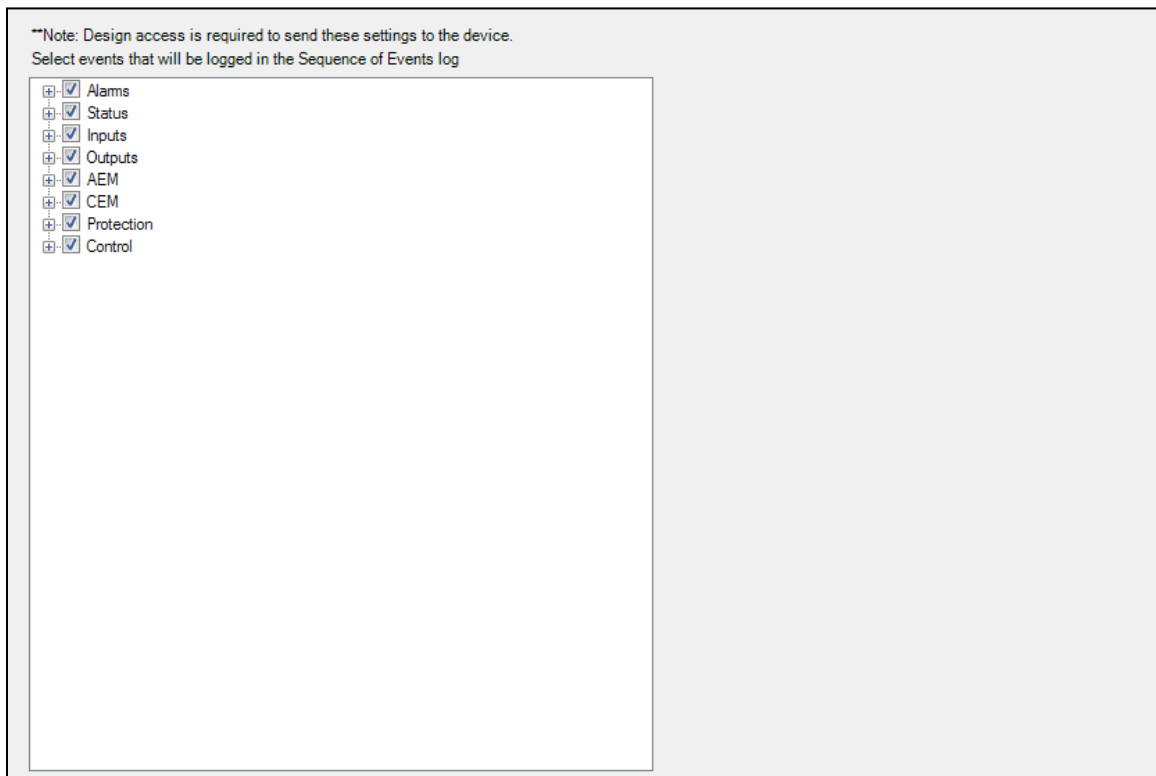 **Note: Design access is required to send these settings to the device.
Select events that will be logged in the Sequence of Events log
Alarms
Status
Inputs
Outputs
AEM
CEM
Protection
Control